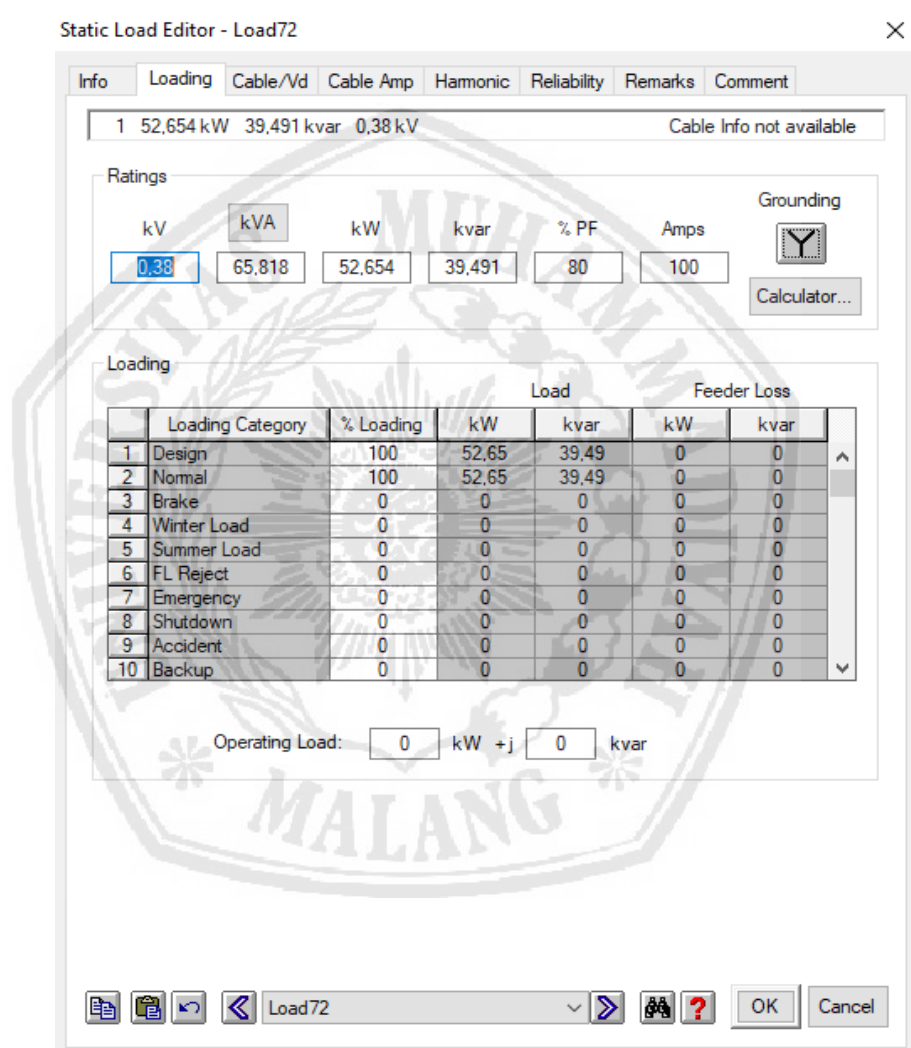 Static Load Editor - Load72
Info Loading Cable/Vd Cable Amp Harmonic Reliability Remarks Comment
1 52,654 kW 39,491 kvar 0,38 kV Cable Info not available
Ratings
Grounding
kV kVA kW kvar % PF Amps
0,38 65,818 52,654 39,491 80 100
Calculator...
Loading
Load Feeder Loss
Loading Category % Loading kW kvar kW kvar
1 Design 100 52,65 39,49 0 0
2 Normal 100 52,65 39,49 0 0
3 Brake 0 0 0 0 0
4 Winter Load 0 0 0 0 0
5 Summer Load 0 0 0 0 0
6 FL Reject 0 0 0 0 0
7 Emergency 0 0 0 0 0
8 Shutdown 0 0 0 0 0
9 Accident 0 0 0 0 0
10 Backup 0 0 0 0 0
Operating Load: 0 kW +j 0 kvar
UNIVERSITAS MUHAMMADIYAH
MALANG
Load72
? OK Cancel